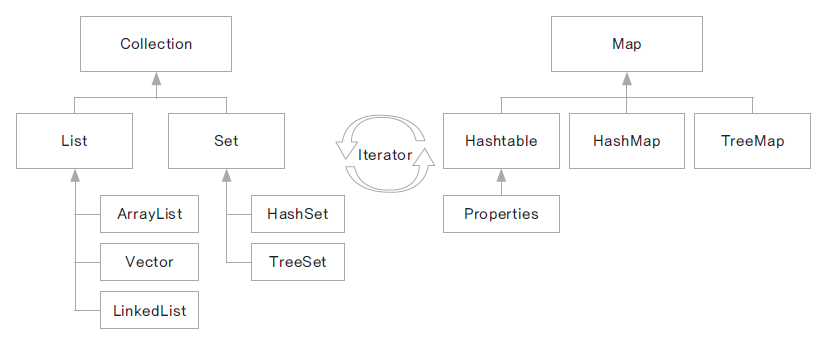 Collection
Map
List
Set
Iterator
Hashtable
HashMap
TreeMap
ArrayList
HashSet
Properties
Vector
TreeSet
LinkedList